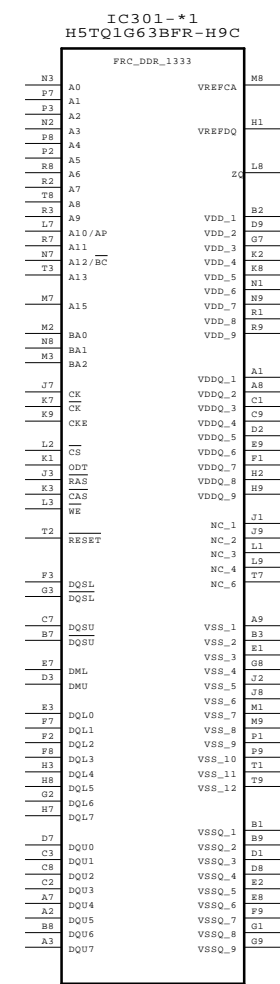 IC301-*1
H5TQ1G63BFR-H9C
FRC_DDR_1333
N3 A0
P7 A1
P3 A2
N2 A3
P8 A4
P2 A5
R8 A6
R2 A7
T8 A8
R3 A9
L7 A10/AP
R7 A11
N7 A12/BC
T3 A13
M7 A15
M2 BA0
N8 BA1
M3 BA2
J7 CK
K7 CK
K9 CKE
L2 CS
K1 ODT
J3 RAS
K3 CAS
L3 WE
T2 RESET
F3 DQSL
G3 DQSL
C7 DQSU
B7 DQSU
E7 DML
D3 DMU
E3 DQL0
F7 DQL1
F2 DQL2
F8 DQL3
H3 DQL4
H8 DQL5
G2 DQL6
H7 DQL7
D7 DQU0
C3 DQU1
C8 DQU2
C2 DQU3
A7 DQU4
A2 DQU5
B8 DQU6
A3 DQU7
VREFCA M8
VREFDQ H1
ZQ L8
VDD_1 B2
VDD_2 D9
VDD_3 G7
VDD_4 K2
VDD_5 K8
VDD_6 N1
VDD_7 N9
VDD_8 R1
VDD_9 R9
VDDQ_1 A1
VDDQ_2 A8
VDDQ_3 C1
VDDQ_4 C9
VDDQ_5 D2
VDDQ_6 E9
VDDQ_7 F1
VDDQ_8 H2
VDDQ_9 H9
NC_1 J1
NC_2 J9
NC_3 L1
NC_4 L9
NC_6 T7
VSS_1 A9
VSS_2 B3
VSS_3 E1
VSS_4 G8
VSS_5 J2
VSS_6 J8
VSS_7 M1
VSS_8 M9
VSS_9 P1
VSS_10 P9
VSS_11 T1
VSS_12 T9
VSSQ_1 B1
VSSQ_2 B9
VSSQ_3 D1
VSSQ_4 D8
VSSQ_5 E2
VSSQ_6 E8
VSSQ_7 F9
VSSQ_8 G1
VSSQ_9 G9